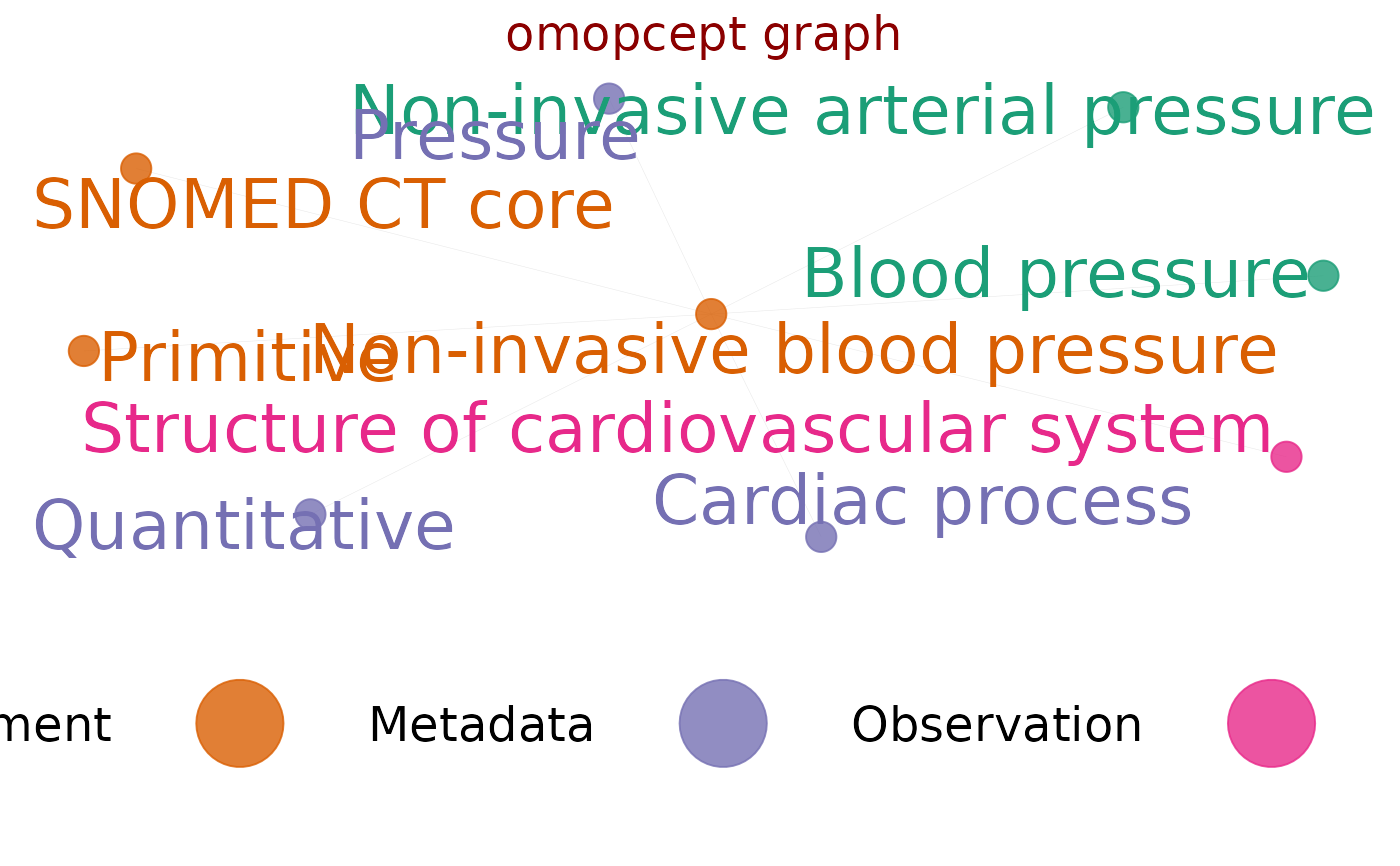 omopcept graph
Non-invasive arterial pressure
Pressure
SNOMED CT core
Blood pressure
Primitive
Non-invasive blood pressure
Structure of cardiovascular system
Cardiac process
Quantitative
ment
Metadata
Observation